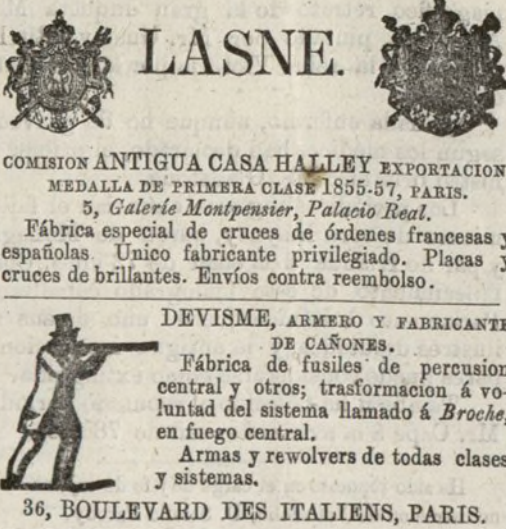 LASNE.
COMISION ANTIGUA CASA HALLEY EXPORTACION
MEDALLA DE PRIMERA CLASE 1855-57, PARIS.
5, Galeríe Montpensier, Palacio Real.
Fábrica especial de cruces de órdenes francesas y
españolas Unico fabricante privilegiado. Placas y
cruces de brillantes. Envíos contra reembolso.
DEVISME, ARMERO Y FABRICANTE
DE CAÑONES.
Fábrica de fusiles de percusion
central y otros; trasformacion á vo-
luntad del sistema llamado á Broche,
en fuego central.
Armas y rewolvers de todas clases
y sistemas.
36, BOULEVARD DES ITALIENS, PARIS.